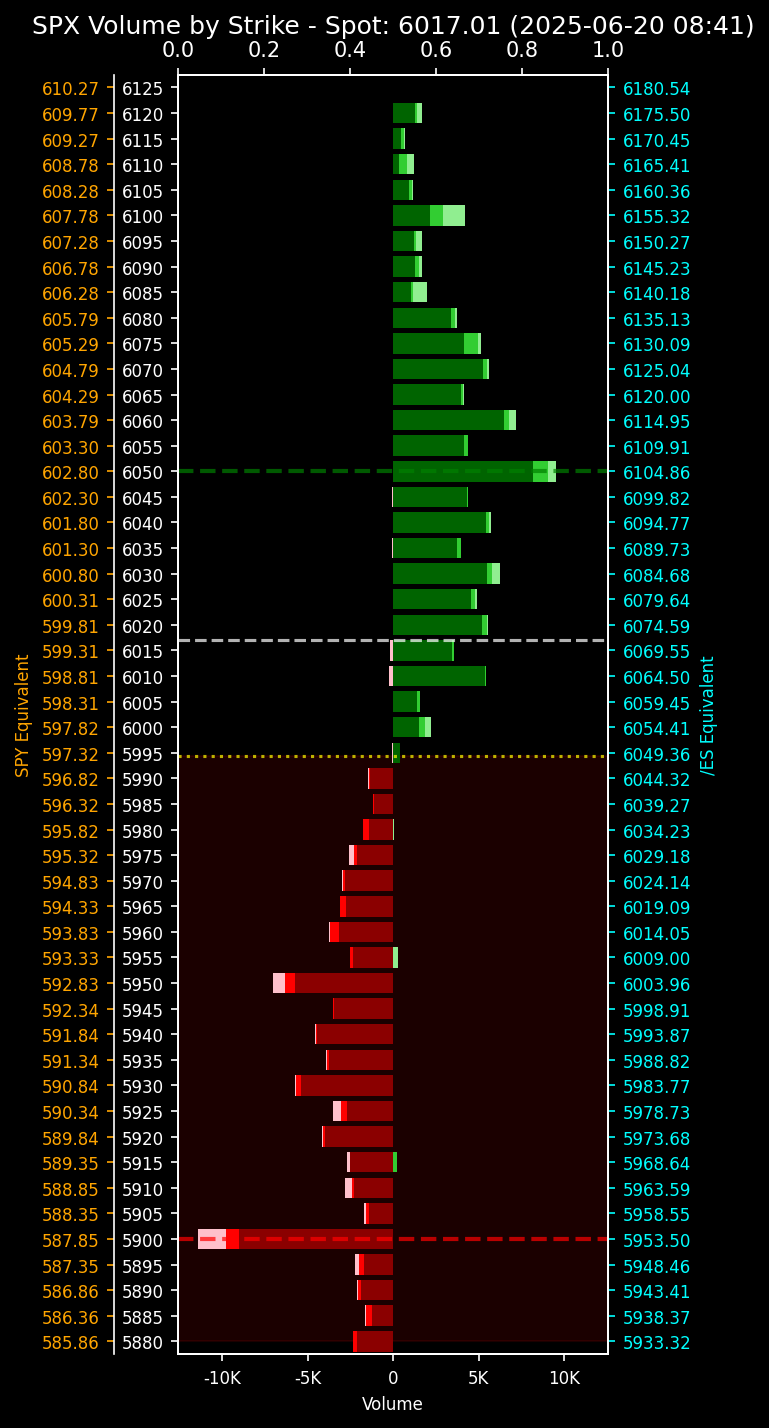 SPX Volume by Strike - Spot: 6017.01 (2025-06-20 08:41)
0.0 0.2 0.4 0.6 0.8 1.0
610.27 6125 6180.54
609.77 6120 6175.50
609.27 6115 6170.45
608.78 6110 6165.41
608.28 6105 6160.36
607.78 6100 6155.32
607.28 6095 6150.27
606.78 6090 6145.23
606.28 6085 6140.18
605.79 6080 6135.13
605.29 6075 6130.09
604.79 6070 6125.04
604.29 6065 6120.00
603.79 6060 6114.95
603.30 6055 6109.91
602.80 6050 6104.86
602.30 6045 6099.82
601.80 6040 6094.77
601.30 6035 6089.73
600.80 6030 6084.68
600.31 6025 6079.64
599.81 6020 6074.59
599.31 6015 6069.55
598.81 6010 6064.50
598.31 6005 6059.45
597.82 6000 6054.41
597.32 5995 6049.36
596.82 5990 6044.32
596.32 5985 6039.27
595.82 5980 6034.23
595.32 5975 6029.18
594.83 5970 6024.14
594.33 5965 6019.09
593.83 5960 6014.05
593.33 5955 6009.00
592.83 5950 6003.96
592.34 5945 5998.91
591.84 5940 5993.87
591.34 5935 5988.82
590.84 5930 5983.77
590.34 5925 5978.73
589.84 5920 5973.68
589.35 5915 5968.64
588.85 5910 5963.59
588.35 5905 5958.55
587.85 5900 5953.50
587.35 5895 5948.46
586.86 5890 5943.41
586.36 5885 5938.37
585.86 5880 5933.32
SPY Equivalent
/ES Equivalent
-10K -5K 0 5K 10K
Volume